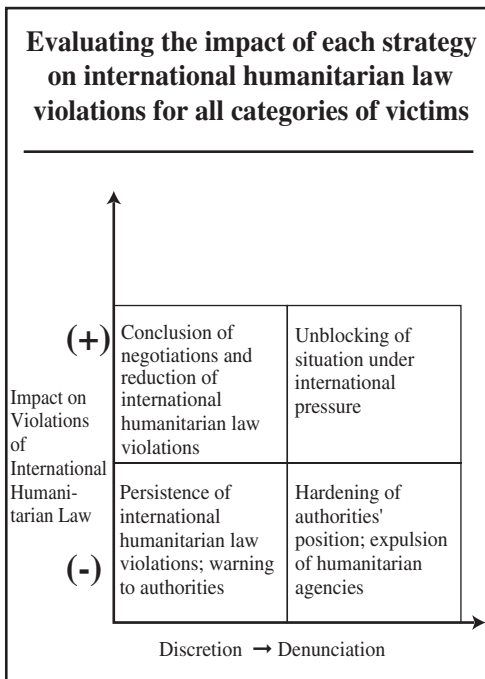 Evaluating the impact of each strategy
on international humanitarian law
violations for all categories of victims
(+)
Conclusion of
negotiations and
reduction of
international
humanitarian law
violations
Unblocking of
situation under
international
pressure
Impact on
Violations
of
International
Humani-
tarian Law
(-)
Persistence of
international
humanitarian law
violations; warning
to authorities
Hardening of
authorities'
position; expulsion
of humanitarian
agencies
Discretion → Denunciation